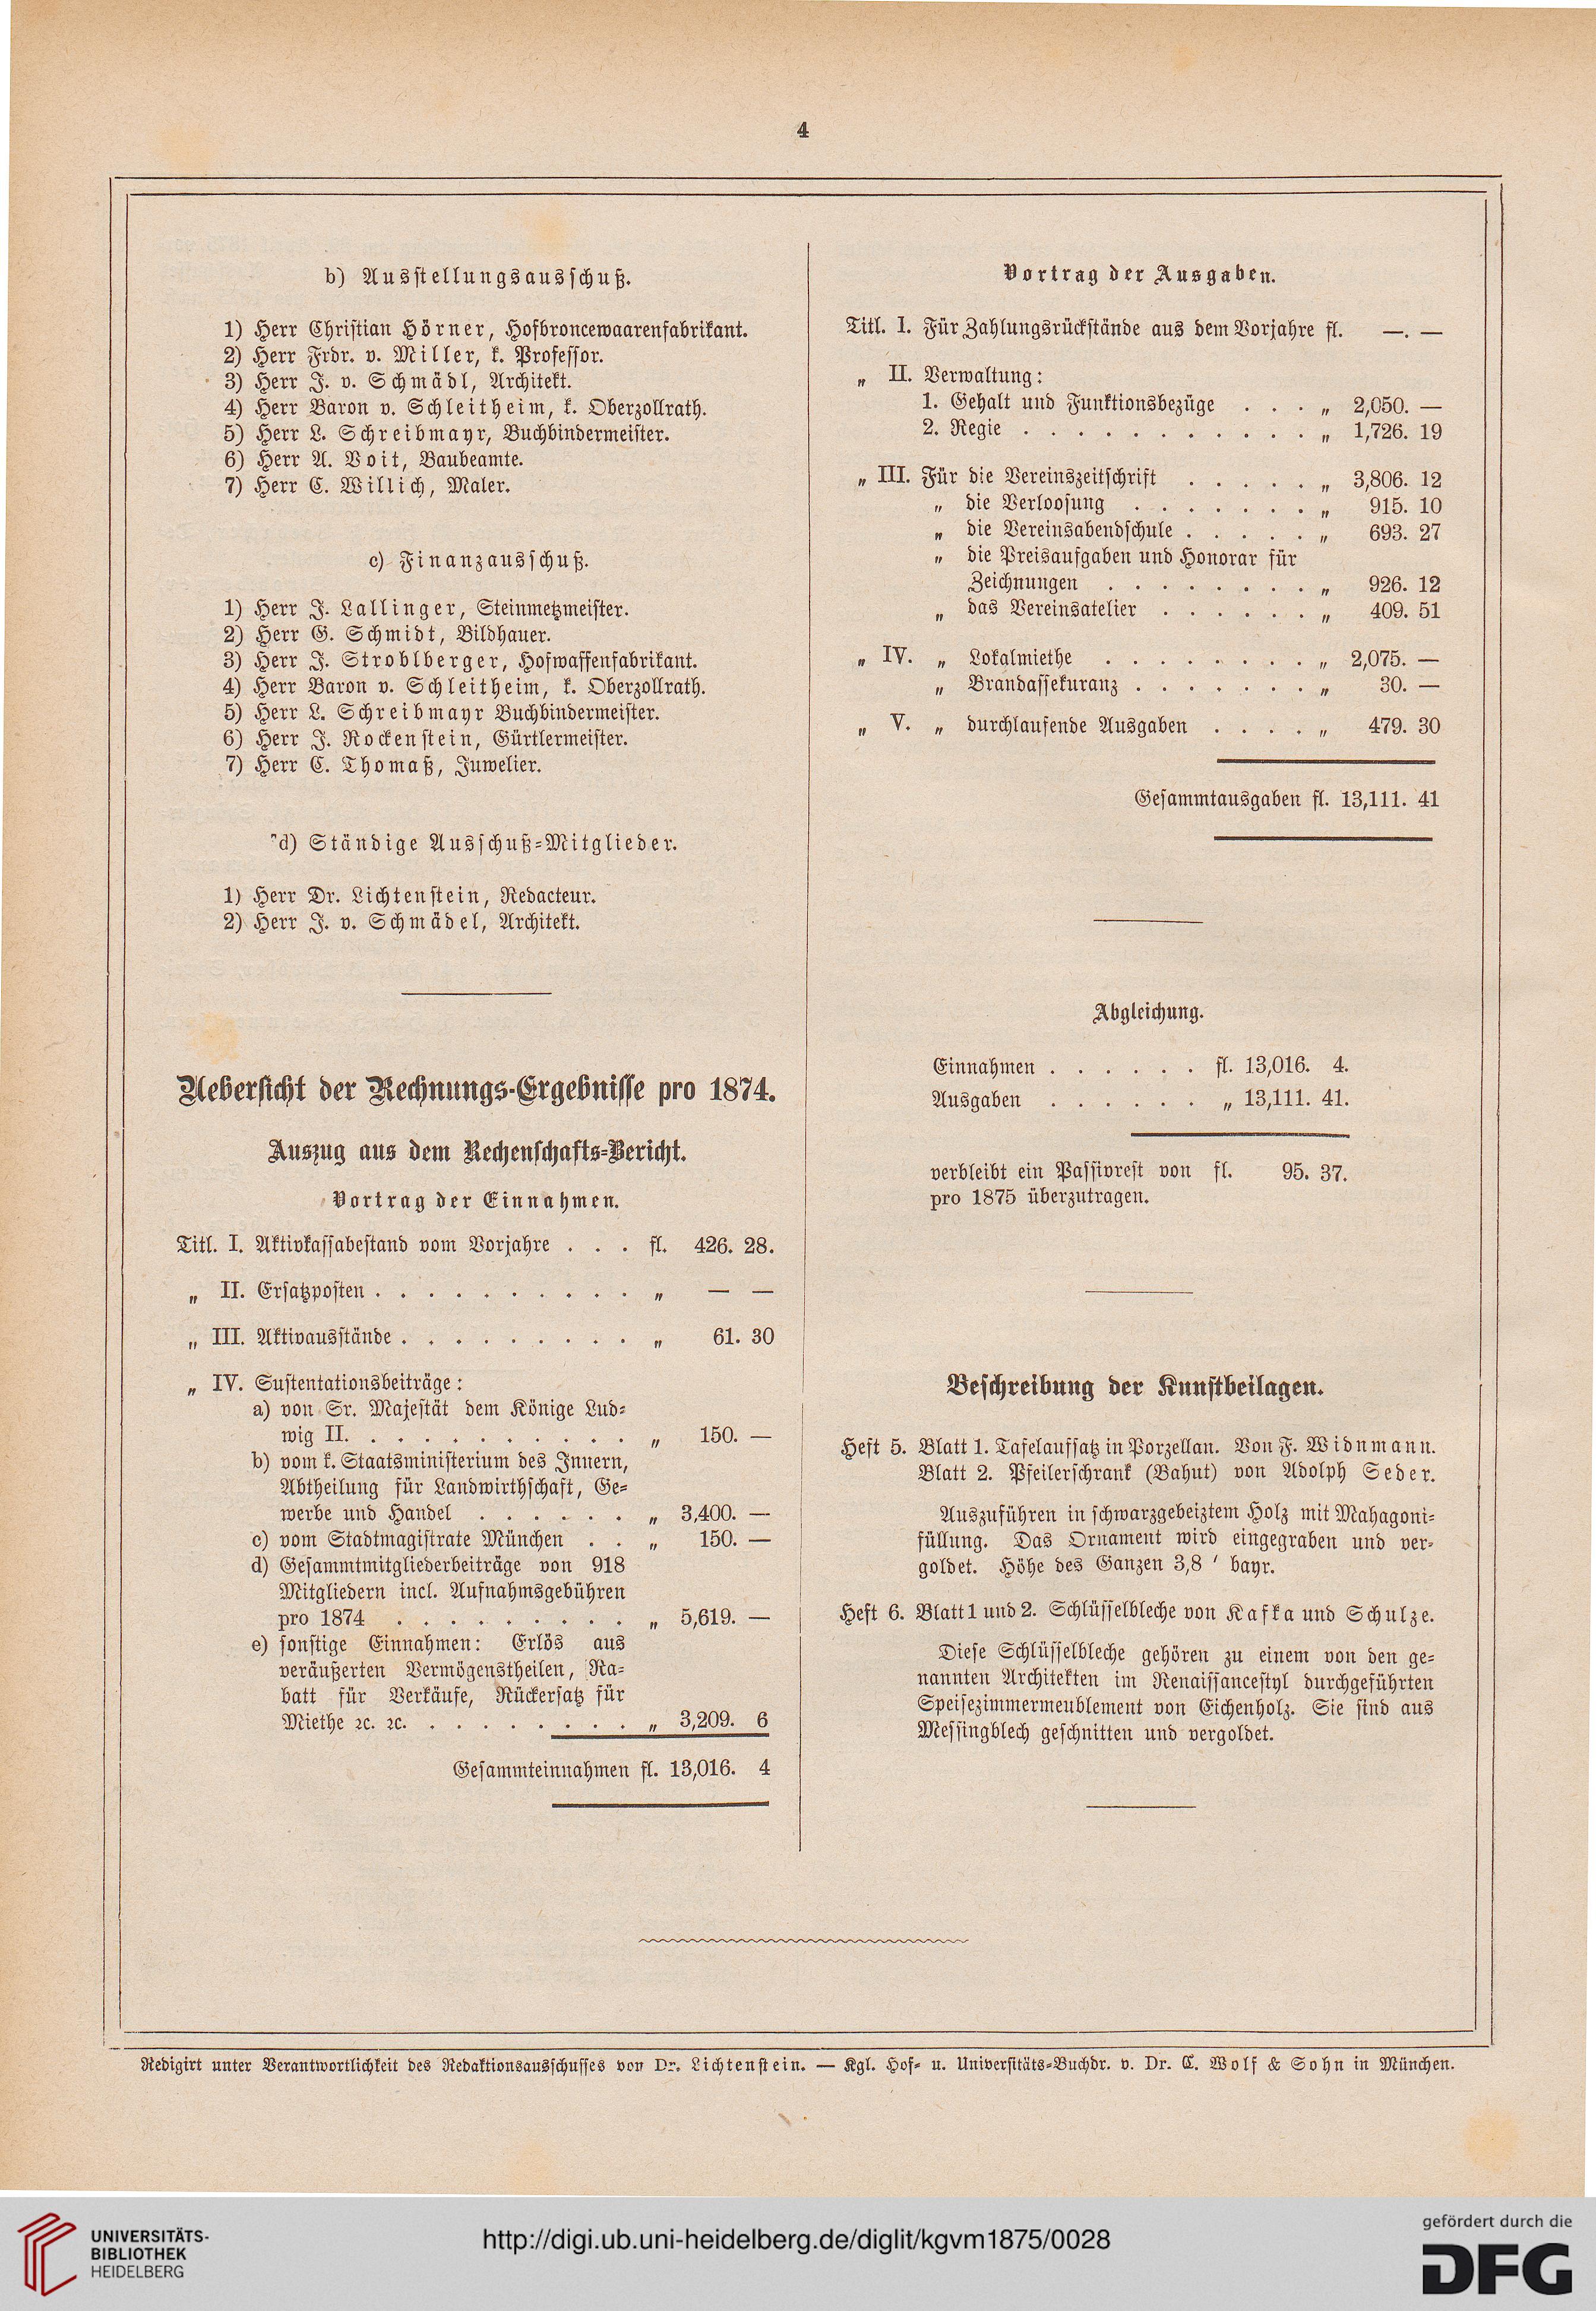 4
b) Ausstellungsausschuß.
1) Herr Christian Hörner, Hofbroncewaarenfabrikant.
2) Herr Frdr. v. Miller, k. Professor.
3) Herr J. v. Schmädl, Architekt.
4) Herr Baron v. Schleitheim, k. Oberzollrath.
5) Herr L. Schreibmayr, Buchbindermeister.
6) Herr A. Voit, Baubeamte.
7) Herr C. Willich, Maler.
c) Finanzausschuß.
1) Herr J. Lallinger, Steinmetzmeister.
2) Herr G. Schmidt, Bildhauer.
3) Herr J. Stroblberger, Hofwaffenfabrikant.
4) Herr Baron v. Schleitheim, k. Oberzollrath.
5) Herr L. Schreibmayr Buchbindermeister.
6) Herr J. Rockenstein, Gürtlermeister.
7) Herr C. Thomaß, Juwelier.
d) Ständige Ausschuß-Mitglieder.
1) Herr Dr. Lichtenstein, Redacteur.
2) Herr J. v. Schmädel, Architekt.
Uebersicht der Rechnungs-Ergebnisse pro 1874.
Auszug aus dem Rechenschafts-Bericht.
Vortrag der Einnahmen.
Titl. I. Aktivkassabestand vom Vorjahre . . . fl. 426. 28.
„ II. Ersatzposten . . . . . . . . . . . „ — —
„ III. Aktivausstände . . . . . . . . . „ 61. 30
„ IV. Sustentationsbeiträge:
a) von Sr. Majestät dem Könige Lud-
wig II. . . . . . . . . . . . „ 150. —
b) vom k. Staatsministerium des Innern,
Abtheilung für Landwirthschaft, Ge-
werbe und Handel . . . . . . „ 3,400. —
c) vom Stadtmagistrate München . . „ 150. —
d) Gesammtmitgliederbeiträge von 918
Mitgliedern incl. Aufnahmsgebühren
pro 1874 . . . . . . . . . „ 5,619. —
e) sonstige Einnahmen: Erlös aus
veräußerten Vermögenstheilen, Ra-
batt für Verkäufe, Rückersatz für
Miethe ꝛc. ꝛc. . . . . . . . . „ 3,209. 6
Gesammteinnahmen fl. 13,016. 4
Vortrag der Ausgaben.
Titl. I. Für Zahlungsrückstände aus dem Vorjahre fl. —. —
„ II. Verwaltung:
1. Gehalt und Funktionsbezüge . . . „ 2,050. —
2. Regie . . . . . . . . . . . „ 1,726. 19
„ III. Für die Vereinszeitschrift . . . . . „ 3,806. 12
„ die Verloosung . . . . . . . „ 915. 10
„ die Vereinsabendschule . . . . . „ 693. 27
„ die Preisaufgaben und Honorar für
Zeichnungen . . . . . . . . „ 926. 12
„ das Vereinsatelier . . . . . . „ 409. 51
„ IV. „ Lokalmiethe . . . . . . . . „ 2,075. —
„ Brandassekuranz . . . . . . . „ 30. —
„ V. „ durchlaufende Ausgaben . . . . „ 479. 30
Gesammtausgaben fl. 13,111. 41
Abgleichung.
Einnahmen . . . . . . fl. 13,016. 4.
Ausgaben . . . . . . „ 13,111. 41.
verbleibt ein Passivrest von fl. 95. 37.
pro 1875 überzutragen.
Beschreibung der Kunstbeilagen.
Heft 5. Blatt 1. Tafelaufsatz in Porzellan. Von F. Widnmann.
Blatt 2. Pfeilerschrank (Bahut) von Adolph Seder.
Auszuführen in schwarzgebeiztem Holz mit Mahagoni-
füllung. Das Ornament wird eingegraben und ver-
goldet. Höhe des Ganzen 3,8 ′ bayr.
Heft 6. Blatt 1 und 2. Schlüsselbleche von Kafka und Schulze.
Diese Schlüsselbleche gehören zu einem von den ge-
nannten Architekten im Renaissancestyl durchgeführten
Speisezimmermeublement von Eichenholz. Sie sind aus
Messingblech geschnitten und vergoldet.
Redigirt unter Verantwortlichkeit des Redaktionsausschusses von Dr. Lichtenstein. — Kgl. Hof- u. Universitäts-Buchdr. v. Dr. C. Wolf & Sohn in München.
UNIVERSITÄTS-
BIBLIOTHEK
HEIDELBERG
http://digi.ub.uni-heidelberg.de/diglit/kgvm1875/0028
gefördert durch die
DFG